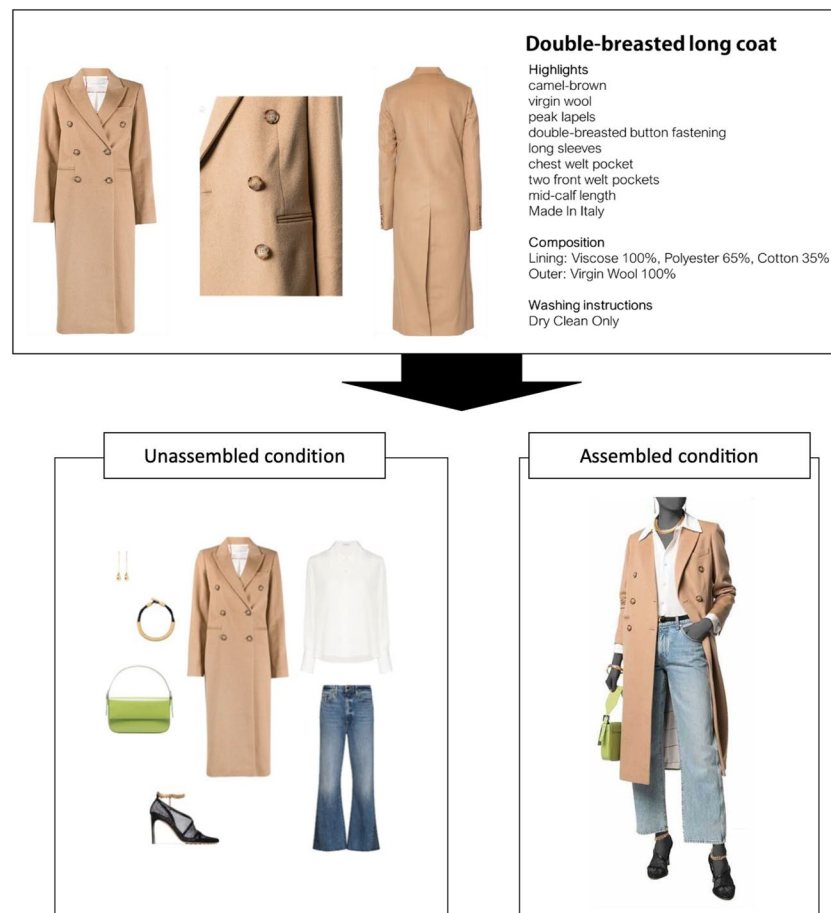 Double-breasted long coat
Highlights
camel-brown
virgin wool
peak lapels
double-breasted button fastening
long sleeves
chest welt pocket
two front welt pockets
mid-calf length
Made In Italy
Composition
Lining: Viscose 100%, Polyester 65%, Cotton 35%
Outer: Virgin Wool 100%
Washing instructions
Dry Clean Only
Unassembled condition
Assembled condition